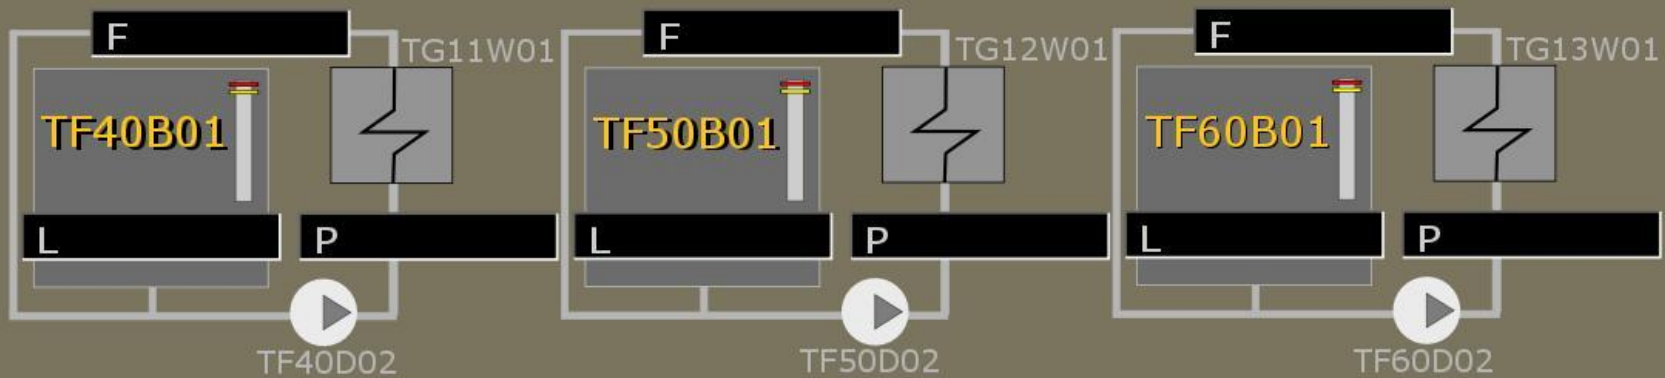 F F F
TG11W01 TG12W01 TG13W01
TF40B01 TF50B01 TF60B01
L P L P L P
TF40D02 TF50D02 TF60D02